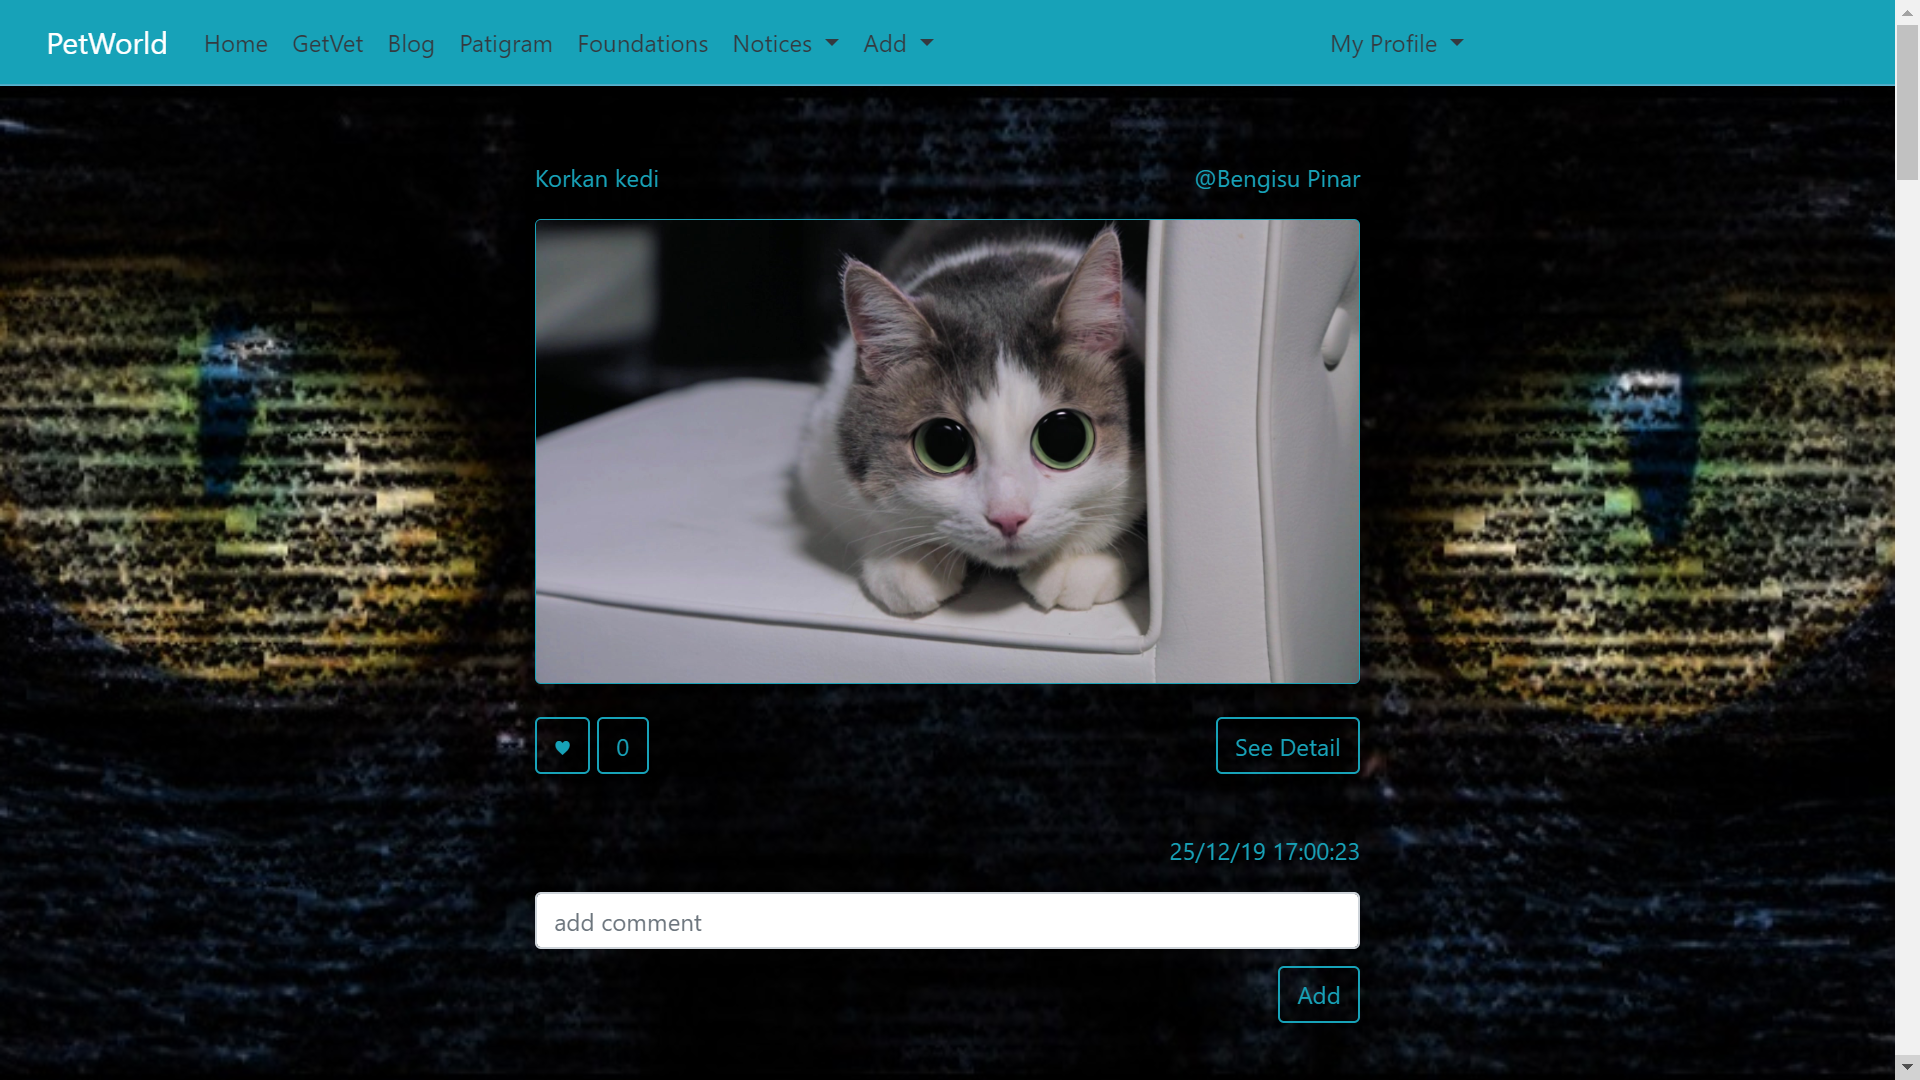 PetWorld Home GetVet Blog Patigram Foundations Notices Add My Profile
Korkan kedi @Bengisu Pinar
0 See Detail
25/12/19 17:00:23
add comment
Add